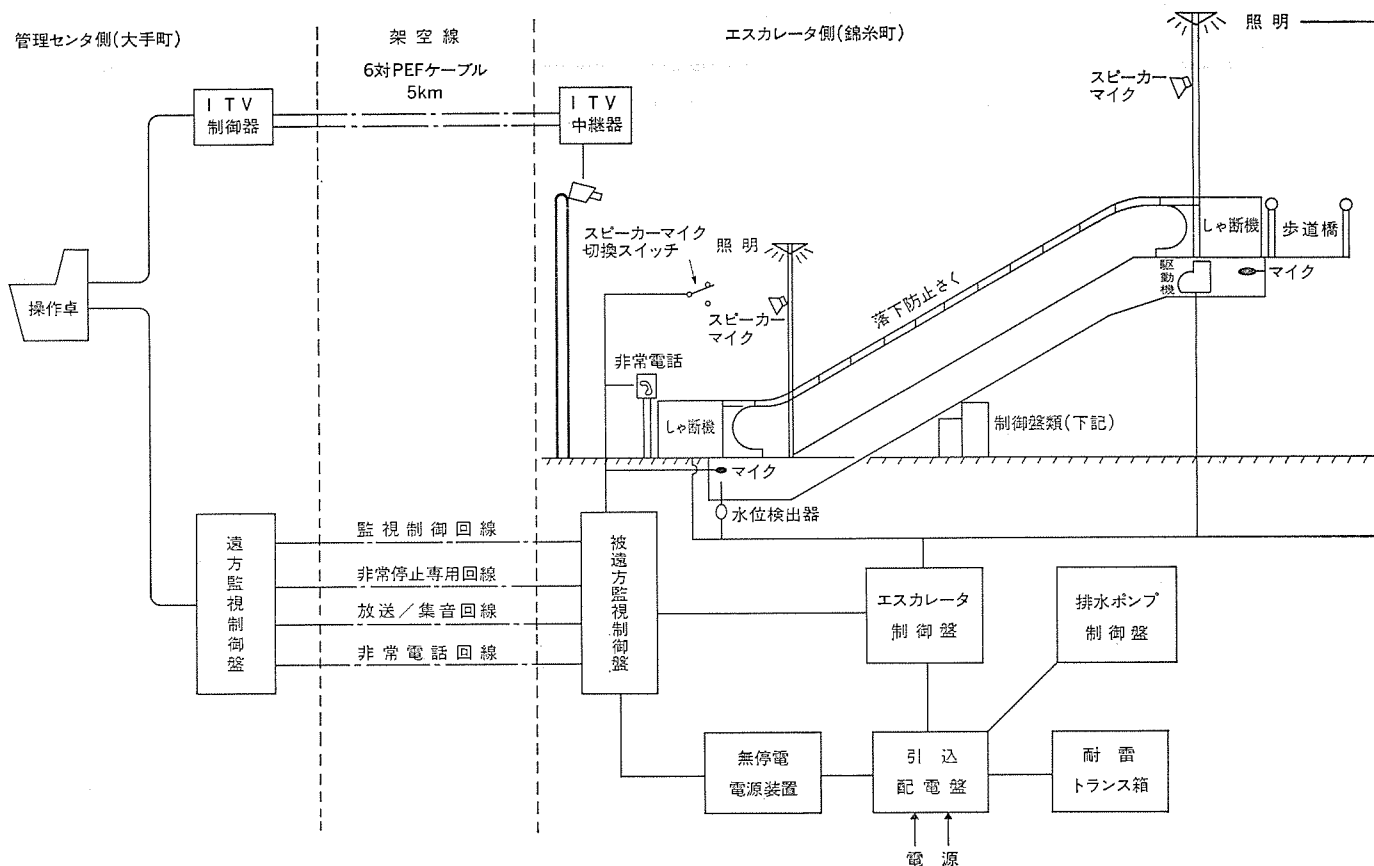 管理センタ側(大手町)
架空線
6対PEFケーブル
5km
エスカレータ側(錦糸町)
照明
スピーカー
マイク
ITV
制御器
ITV
中継器
操作卓
スピーカーマイク
切換スイッチ
照明
スピーカー
マイク
非常電話
しゃ断機
落下防止さく
しゃ断機
歩道橋
駆動機
マイク
制御盤類(下記)
マイク
水位検出器
遠方監視制御盤
監視制御回線
非常停止専用回線
放送/集音回線
非常電話回線
被遠方監視制御盤
エスカレータ
制御盤
排水ポンプ
制御盤
無停電
電源装置
引込
配電盤
耐雷
トランス箱
電源